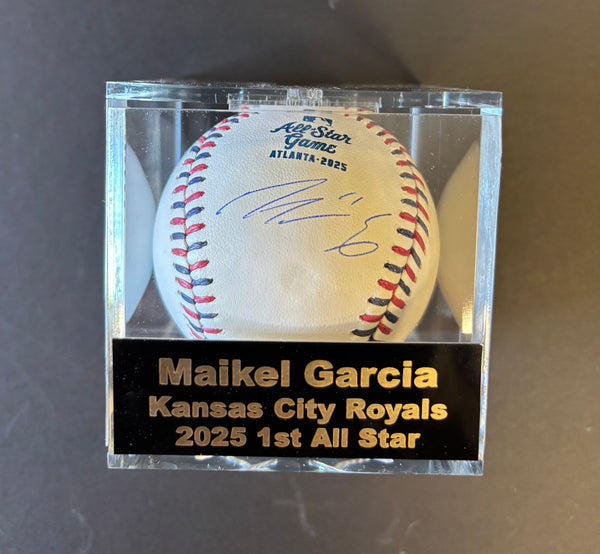 All-Star
Game
ATLANTA • 2025
Maikel Garcia
Kansas City Royals
2025 1st All Star